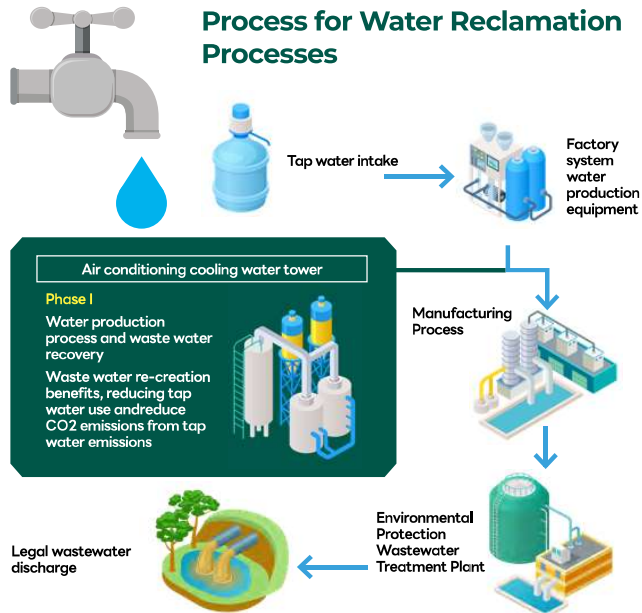 Process for Water Reclamation
Processes
Tap water intake
Factory
system
water
production
equipment
Air conditioning cooling water tower
Phase I
Water production
process and waste water
recovery
Waste water re-creation
benefits, reducing tap
water use andreduce
CO2 emissions from tap
water emissions
Manufacturing
Process
Environmental
Protection
Wastewater
Treatment Plant
Legal wastewater
discharge